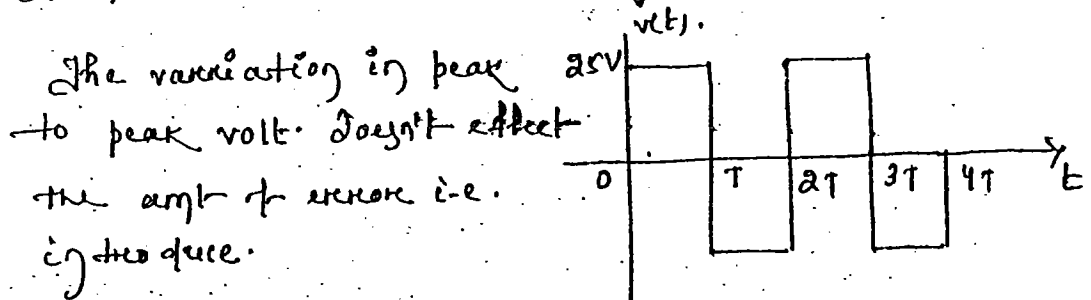 v(t).
The variation in peak
to peak volt. Doesn't effect
the amt of error i.e.
introduce.
25V
0 T 2T 3T 4T t